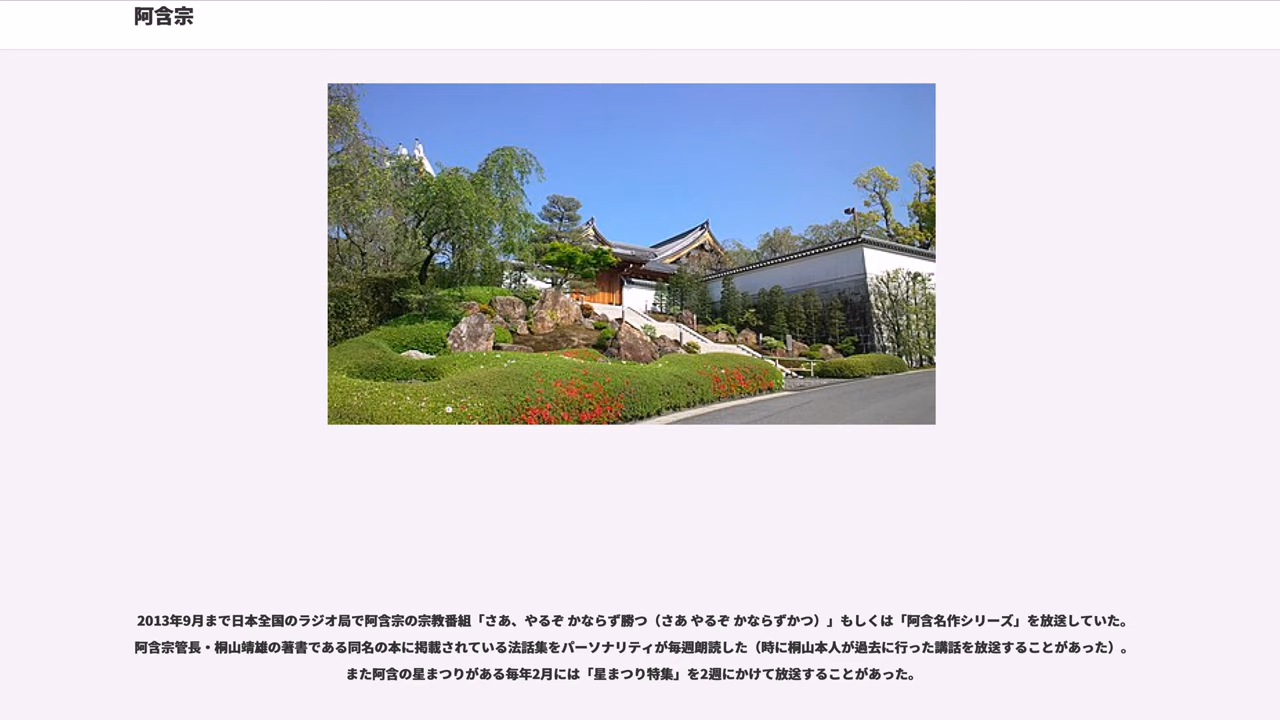 阿含宗
2013年9月まで日本全国のラジオ局で阿含宗の宗教番組「さあ、やるぞ かならず勝つ（さあ やるぞ かならずかつ）」もしくは「阿含名作シリーズ」を放送していた。
阿含宗管長・桐山靖雄の著書である同名の本に掲載されている法話集をパーソナリティが毎週朗読した（時に桐山本人が過去に行った講話を放送することがあった）。
また阿含の星まつりがある毎年2月には「星まつり特集」を2週にかけて放送することがあった。